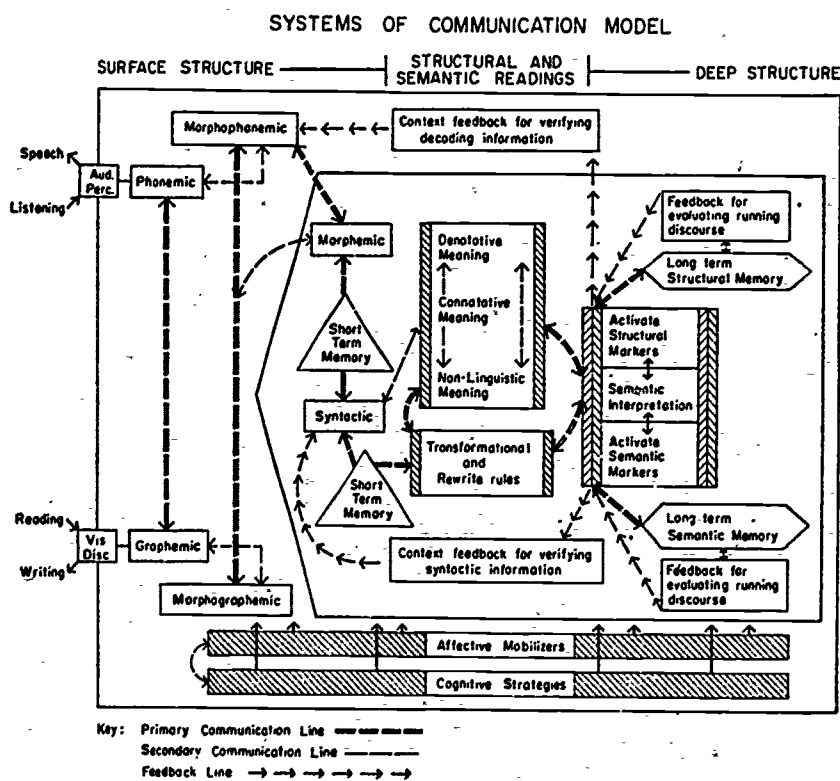 SYSTEMS OF COMMUNICATION MODEL
SURFACE STRUCTURE
STRUCTURAL AND
SEMANTIC READINGS
DEEP STRUCTURE
Morphophonemic
Context feedback for verifying
decoding information
Speech
Listening
Aud.
Perc.
Phonemic
Feedback for
evaluating running
discourse
Long term
Structural Memory
Morphemic
Denotative
Meaning
Connotative
Meaning
Non-Linguistic
Meaning
Short
Term
Memory
Activate
Structural
Markers
Semantic
Interpretation
Activate
Semantic
Markers
Syntactic
Transformational
and
Rewrite rules
Short
Term
Memory
Long-term
Semantic Memory
Reading
Writing
Vis
Disc
Graphemic
Context feedback for verifying
syntactic information
Feedback for
evaluating running
discourse
Morphographemic
Affective Mobilizers
Cognitive Strategies
Key: Primary Communication Line
Secondary Communication Line
Feedback Line